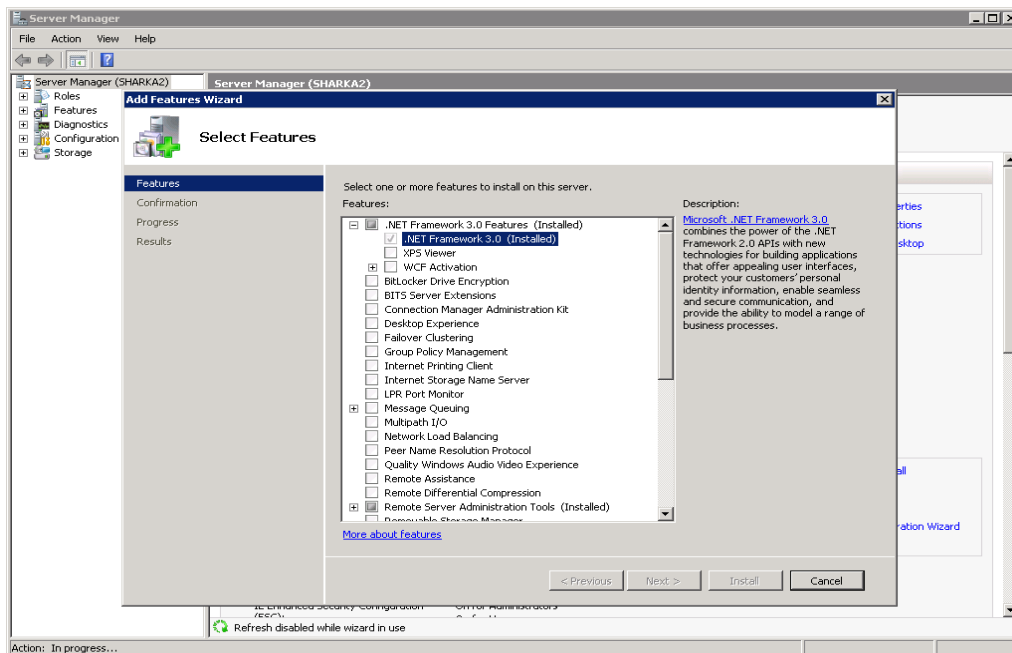 Server Manager
File Action View Help
Server Manager (SHARKA2)
Roles
Features
Diagnostics
Configuration
Storage
Server Manager (SHARKA2)
Add Features Wizard
Select Features
Features
Confirmation
Progress
Results
Select one or more features to install on this server.
Features:
.NET Framework 3.0 Features (Installed)
.NET Framework 3.0 (Installed)
XPS Viewer
WCF Activation
BitLocker Drive Encryption
BITS Server Extensions
Connection Manager Administration Kit
Desktop Experience
Failover Clustering
Group Policy Management
Internet Printing Client
Internet Storage Name Server
LPR Port Monitor
Message Queuing
Multipath I/O
Network Load Balancing
Peer Name Resolution Protocol
Quality Windows Audio Video Experience
Remote Assistance
Remote Differential Compression
Remote Server Administration Tools (Installed)
Removable Storage Manager
More about features
Description:
Microsoft .NET Framework 3.0
combines the power of the .NET
Framework 2.0 APIs with new
technologies for building applications
that offer appealing user interfaces,
protect your customers' personal
identity information, enable seamless
and secure communication, and
provide the ability to model a range of
business processes.
erties
tions
sktop
all
ration Wizard
< Previous Next > Install Cancel
IE Enhanced Security Configuration On for Administrators
(ESC):
Refresh disabled while wizard in use
Action: In progress...